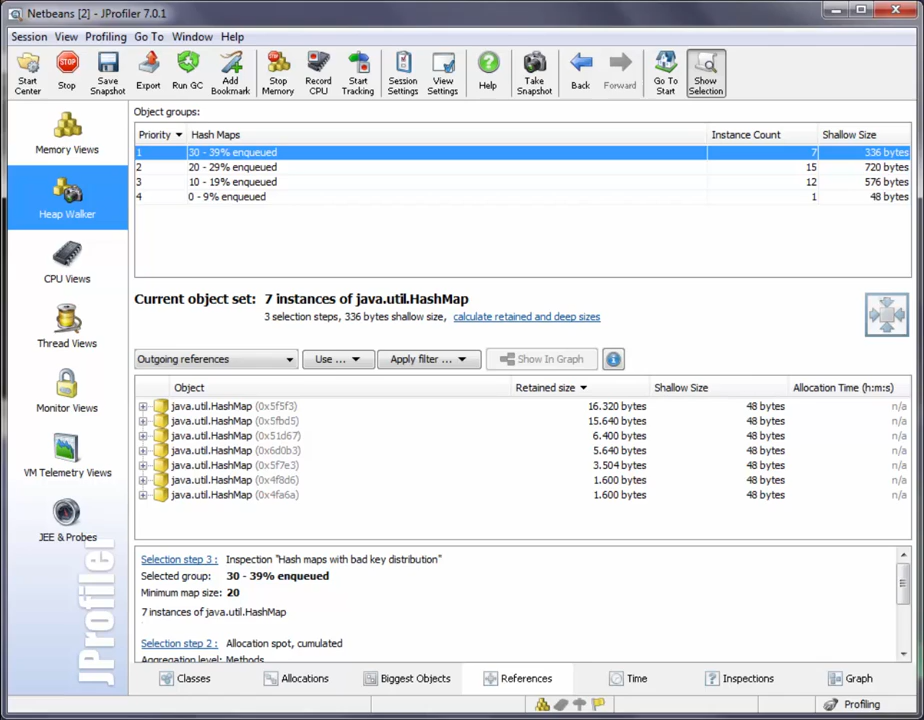 Netbeans [2] - JProfiler 7.0.1
Session View Profiling Go To Window Help
Start Center Stop Save Snapshot Export Run GC Add Bookmark Stop Memory Record CPU Start Tracking Session Settings View Settings Help Take Snapshot Back Forward Go To Start Show Selection
Memory Views
Heap Walker
CPU Views
Thread Views
Monitor Views
VM Telemetry Views
JEE & Probes
JProfiler
Object groups:
Priority Hash Maps Instance Count Shallow Size
1 30 - 39% enqueued 7 336 bytes
2 20 - 29% enqueued 15 720 bytes
3 10 - 19% enqueued 12 576 bytes
4 0 - 9% enqueued 1 48 bytes
Current object set: 7 instances of java.util.HashMap
3 selection steps, 336 bytes shallow size, calculate retained and deep sizes
Outgoing references Use ... Apply filter ... Show In Graph
Object Retained size Shallow Size Allocation Time (h:m:s)
java.util.HashMap (0x5f5f3) 16.320 bytes 48 bytes n/a
java.util.HashMap (0x5fbd5) 15.640 bytes 48 bytes n/a
java.util.HashMap (0x51d67) 6.400 bytes 48 bytes n/a
java.util.HashMap (0x6d0b3) 5.640 bytes 48 bytes n/a
java.util.HashMap (0x5f7e3) 3.504 bytes 48 bytes n/a
java.util.HashMap (0x4f8d6) 1.600 bytes 48 bytes n/a
java.util.HashMap (0x4fa6a) 1.600 bytes 48 bytes n/a
Selection step 3 : Inspection "Hash maps with bad key distribution"
Selected group: 30 - 39% enqueued
Minimum map size: 20
7 instances of java.util.HashMap
Selection step 2 : Allocation spot, cumulated
Aggregation level: Methods
Classes Allocations Biggest Objects References Time Inspections Graph
Profiling